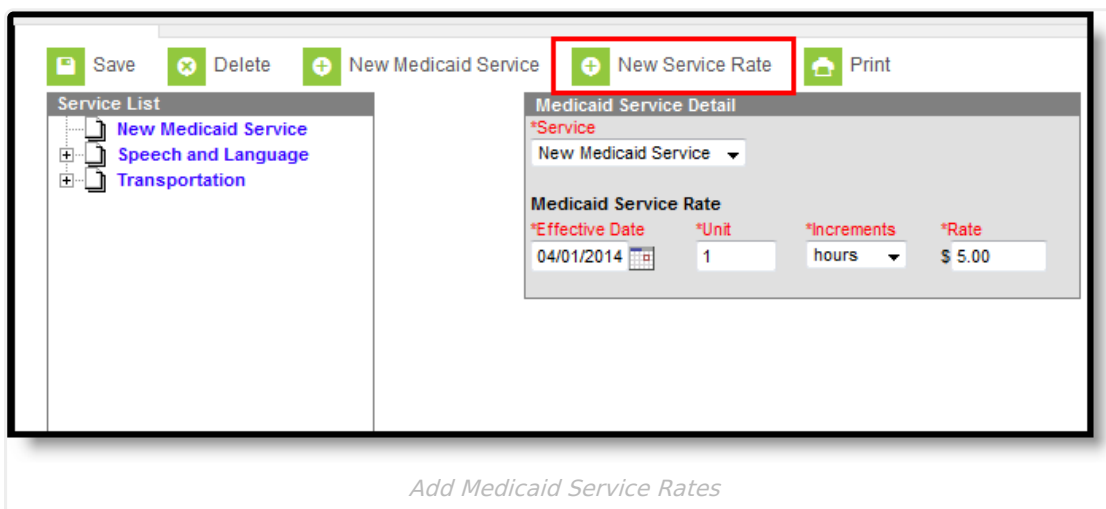 Save Delete New Medicaid Service New Service Rate Print
Service List
New Medicaid Service
Speech and Language
Transportation
Medicaid Service Detail
*Service
New Medicaid Service
Medicaid Service Rate
*Effective Date *Unit *Increments *Rate
04/01/2014 1 hours $ 5.00
Add Medicaid Service Rates